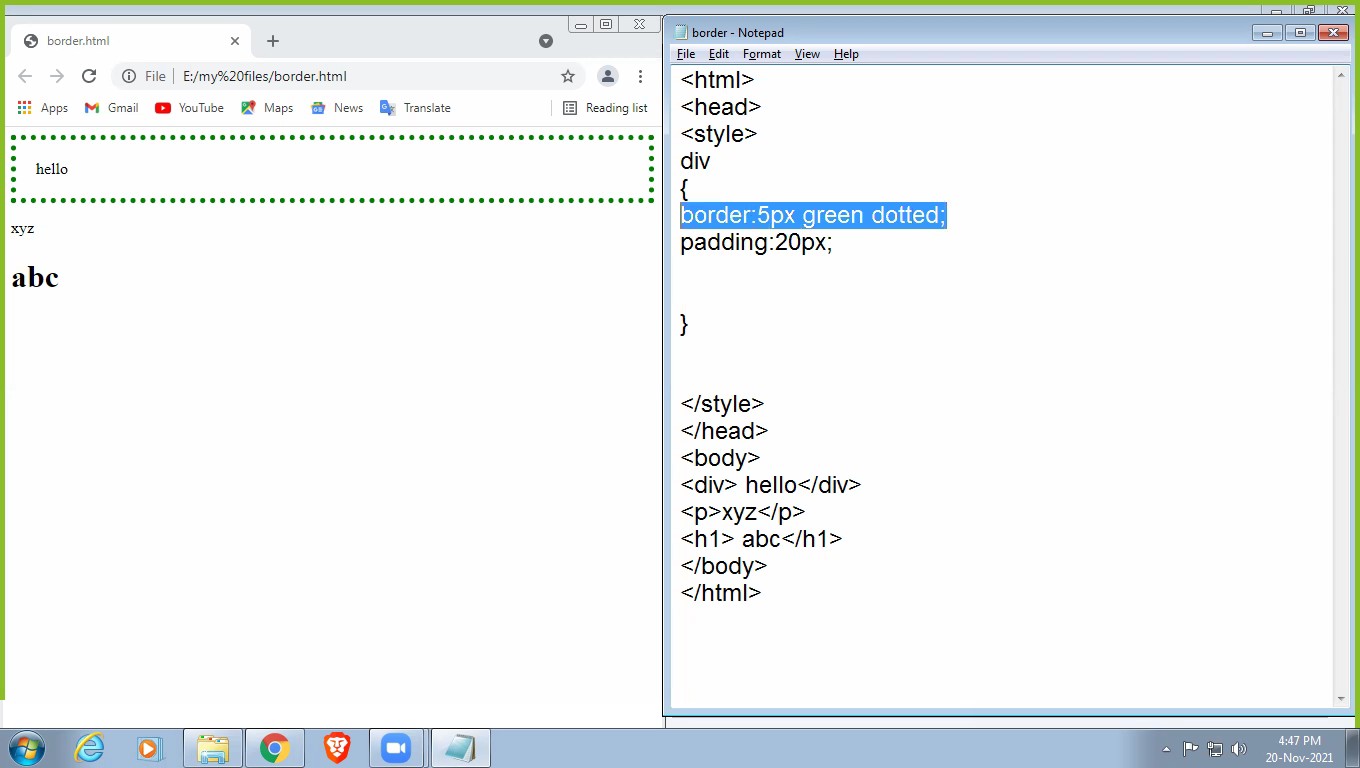 border.html
File E:/my%20files/border.html
Apps Gmail YouTube Maps News Translate Reading list
hello
xyz
abc
border - Notepad
File Edit Format View Help
<html>
<head>
<style>
div
{
border:5px green dotted;
padding:20px;
}
</style>
</head>
<body>
<div> hello</div>
<p>xyz</p>
<h1> abc</h1>
</body>
</html>
4:47 PM
20-Nov-2021